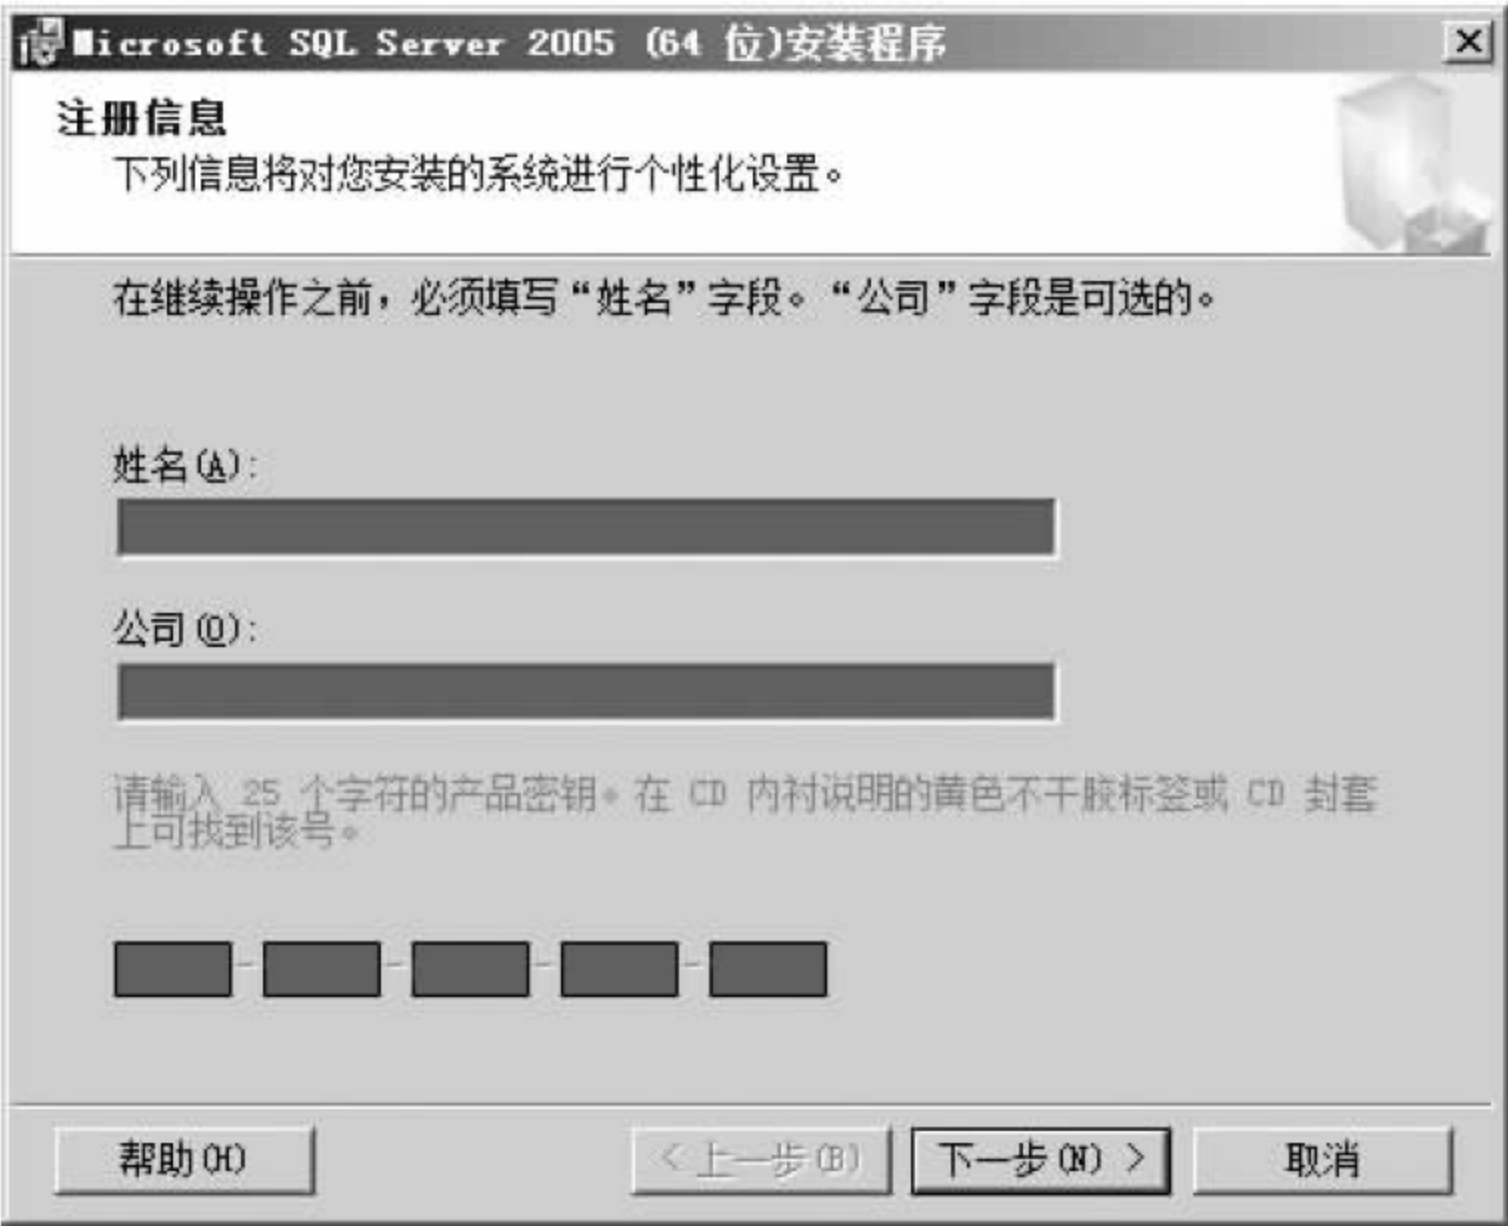 Microsoft SQL Server 2005 (64 位)安装程序
注册信息
下列信息将对您安装的系统进行个性化设置。
在继续操作之前，必须填写“姓名”字段。“公司”字段是可选的。
姓名(A):
公司(O):
请输入 25 个字符的产品密钥。在 CD 内衬说明的黄色不干胶标签或 CD 封套
上可找到该号。
- - - -
帮助(H)
< 上一步(B)
下一步(N) >
取消